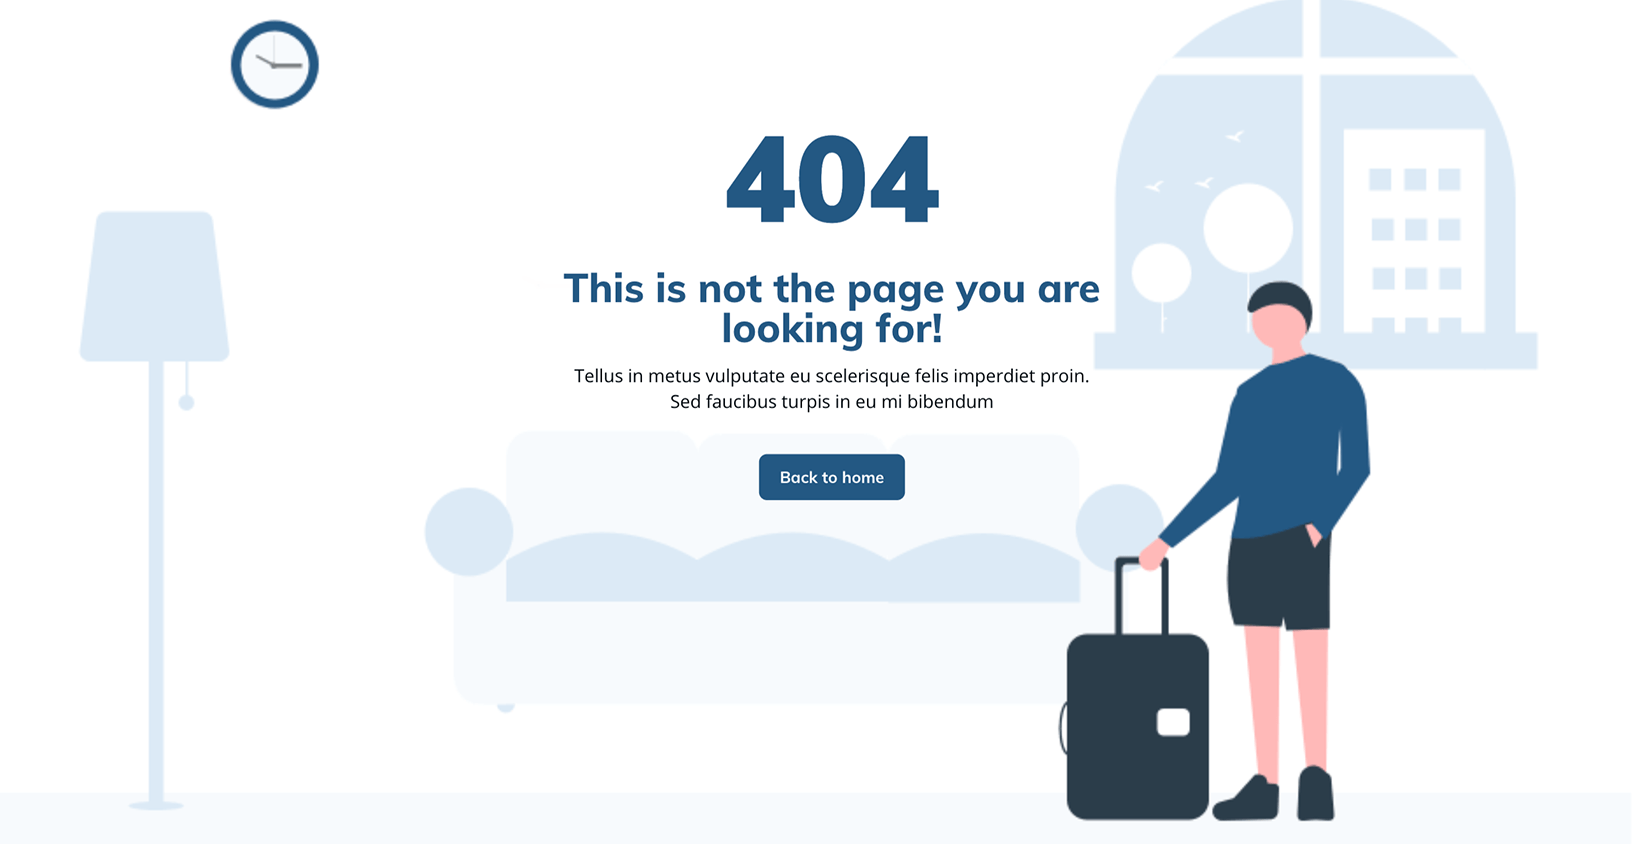 404
This is not the page you are
looking for!
Tellus in metus vulputate eu scelerisque felis imperdiet proin.
Sed faucibus turpis in eu mi bibendum
Back to home